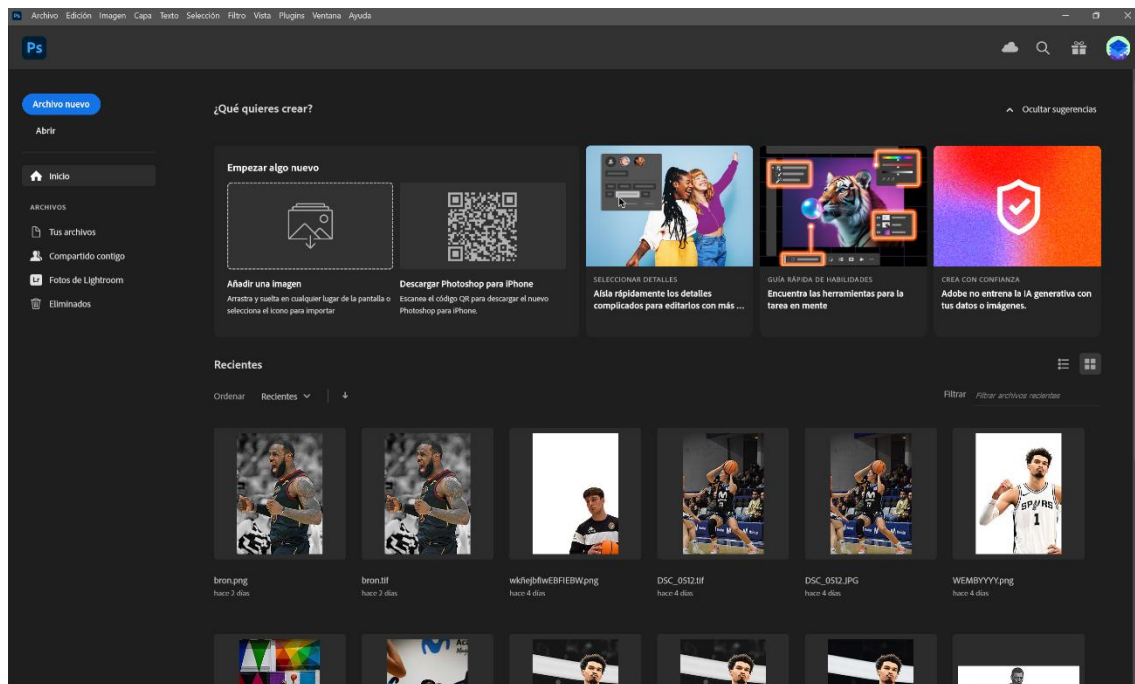 Ps Archivo Edición Imagen Capa Texto Selección Filtro Vista Plugins Ventana Ayuda
Ps
Archivo nuevo
Abrir
Inicio
ARCHIVOS
Tus archivos
Compartido contigo
Lr Fotos de Lightroom
Eliminados
¿Qué quieres crear?
Ocultar sugerencias
Empezar algo nuevo
Añadir una imagen
Arrastra y suelta en cualquier lugar de la pantalla o
selecciona el icono para importar
Descargar Photoshop para iPhone
Escanea el código QR para descargar el nuevo
Photoshop para iPhone.
SELECCIONAR DETALLES
Aísla rápidamente los detalles
complicados para editarlos con más ...
GUÍA RÁPIDA DE HABILIDADES
Encuentra las herramientas para la
tarea en mente
CREA CON CONFIANZA
Adobe no entrena la IA generativa con
tus datos o imágenes.
Recientes
Ordenar Recientes
Filtrar Filtrar archivos recientes
SPURS
1
bron.png
hace 2 días
bron.tif
hace 2 días
wkñejbfiwEBFIEBW.png
hace 4 días
DSC_0512.tif
hace 4 días
DSC_0512.JPG
hace 4 días
WEMBYYYY.png
hace 4 días